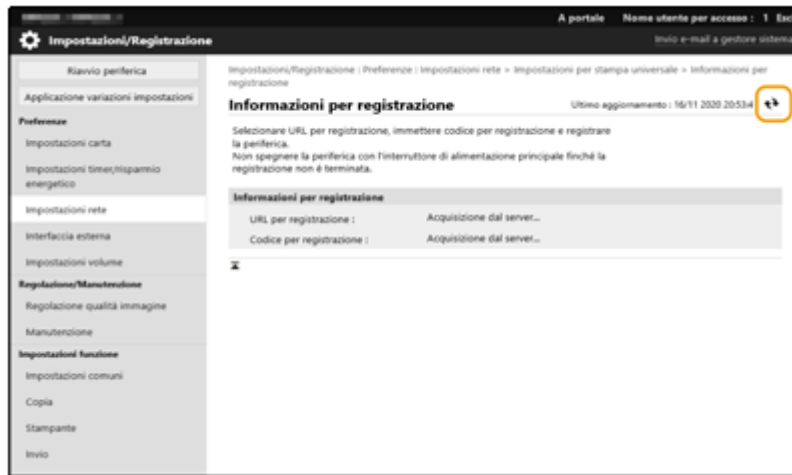 A portale Nome utente per accesso : 1
Impostazioni/Registrazione
Invio e-mail a gestore sistema
Riavvio periferica
Applicazione variazioni impostazioni
Preferenze
Impostazioni carta
Impostazioni timer/risparmio
energetico
Impostazioni rete
Interfaccia esterna
Impostazioni volume
Regolazione/Manutenzione
Regolazione qualità immagine
Manutenzione
Impostazioni funzione
Impostazioni comuni
Copia
Stampante
Invio
Impostazioni/Registrazione : Preferenze : Impostazioni rete > Impostazioni per stampa universale > Informazioni per
registrazione
Informazioni per registrazione
Ultimo aggiornamento : 16/11 2020 20:53:4
Selezionare URL per registrazione, immettere codice per registrazione e registrare
la periferica.
Non spegnere la periferica con l'interruttore di alimentazione principale finché la
registrazione non è terminata.
Informazioni per registrazione
URL per registrazione : Acquisizione dal server...
Codice per registrazione : Acquisizione dal server...